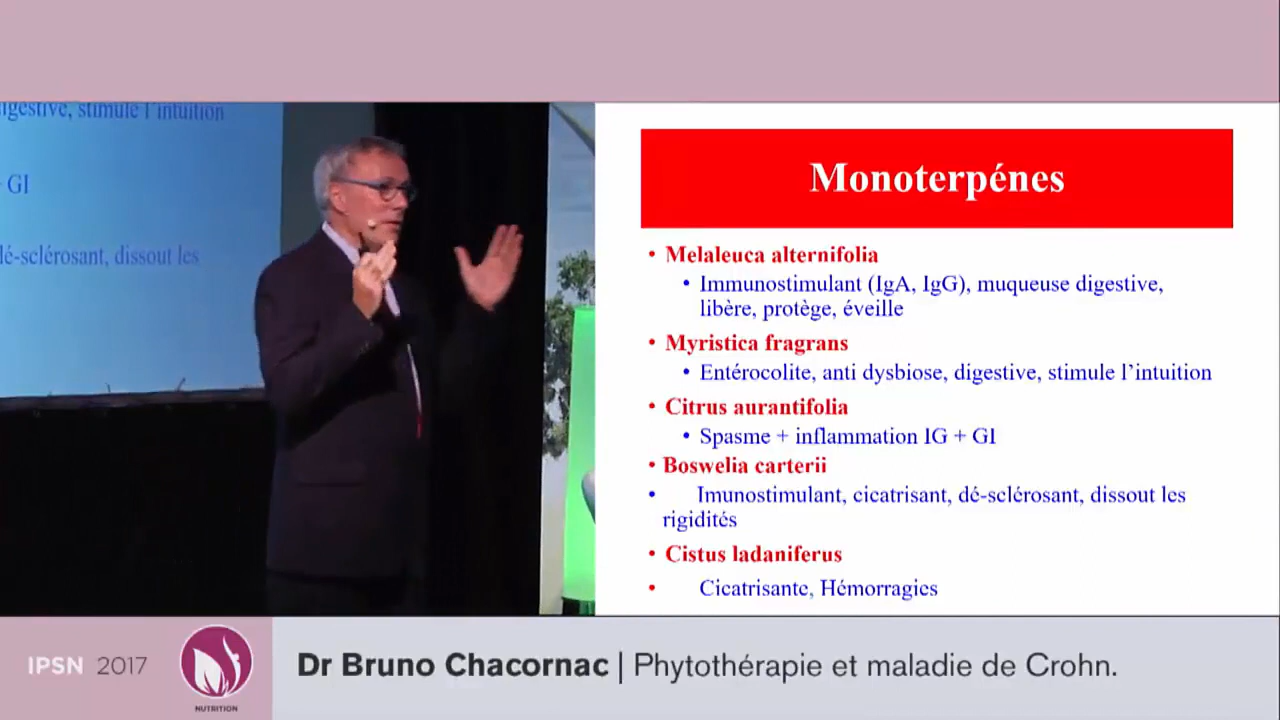 digestive, stimule l'intuition
GI
dé-sclérosant, dissout les
Monoterpénes
• Melaleuca alternifolia
• Immunostimulant (IgA, IgG), muqueuse digestive,
libère, protège, éveille
• Myristica fragrans
• Entérocolite, anti dysbiose, digestive, stimule l'intuition
• Citrus aurantifolia
• Spasme + inflammation IG + GI
• Boswelia carterii
• Imunostimulant, cicatrisant, dé-sclérosant, dissout les
rigidités
• Cistus ladaniferus
• Cicatrisante, Hémorragies
IPSN 2017
NUTRITION
Dr Bruno Chacornac | Phytothérapie et maladie de Crohn.